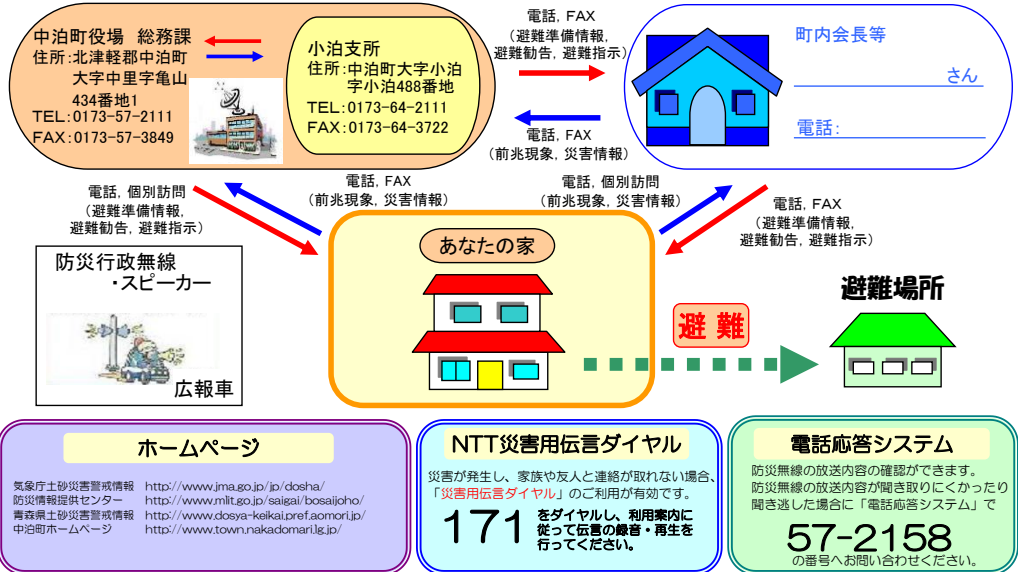 中泊町役場 総務課
住所:北津軽郡中泊町
大字中里字亀山
434番地1
TEL:0173-57-2111
FAX:0173-57-3849
小泊支所
住所:中泊町大字小泊
字小泊488番地
TEL:0173-64-2111
FAX:0173-64-3722
電話, FAX
(避難準備情報,
避難勧告, 避難指示)
電話, FAX
(前兆現象, 災害情報)
町内会長等
さん
電話:
電話, 個別訪問
(避難準備情報,
避難勧告, 避難指示)
電話, FAX
(前兆現象, 災害情報)
電話, 個別訪問
(前兆現象, 災害情報)
電話, FAX
(避難準備情報,
避難勧告, 避難指示)
防災行政無線
・スピーカー
広報車
あなたの家
避難
避難場所
ホームページ
気象庁土砂災害警戒情報 http://www.jma.go.jp/jp/dosha/
防災情報提供センター http://www.mlit.go.jp/saigai/bosaijoho/
青森県土砂災害警戒情報 http://www.dosya-keikai.pref.aomori.jp/
中泊町ホームページ http://www.town.nakadomari.lg.jp/
NTT災害用伝言ダイヤル
災害が発生し、家族や友人と連絡が取れない場合、
「災害用伝言ダイヤル」のご利用が有効です。
171
をダイヤルし、利用案内に
従って伝言の録音・再生を
行ってください。
電話応答システム
防災無線の放送内容の確認ができます。
防災無線の放送内容が聞き取りにくかったり
聞き逃した場合に「電話応答システム」で
57-2158
の番号へお問い合わせください。